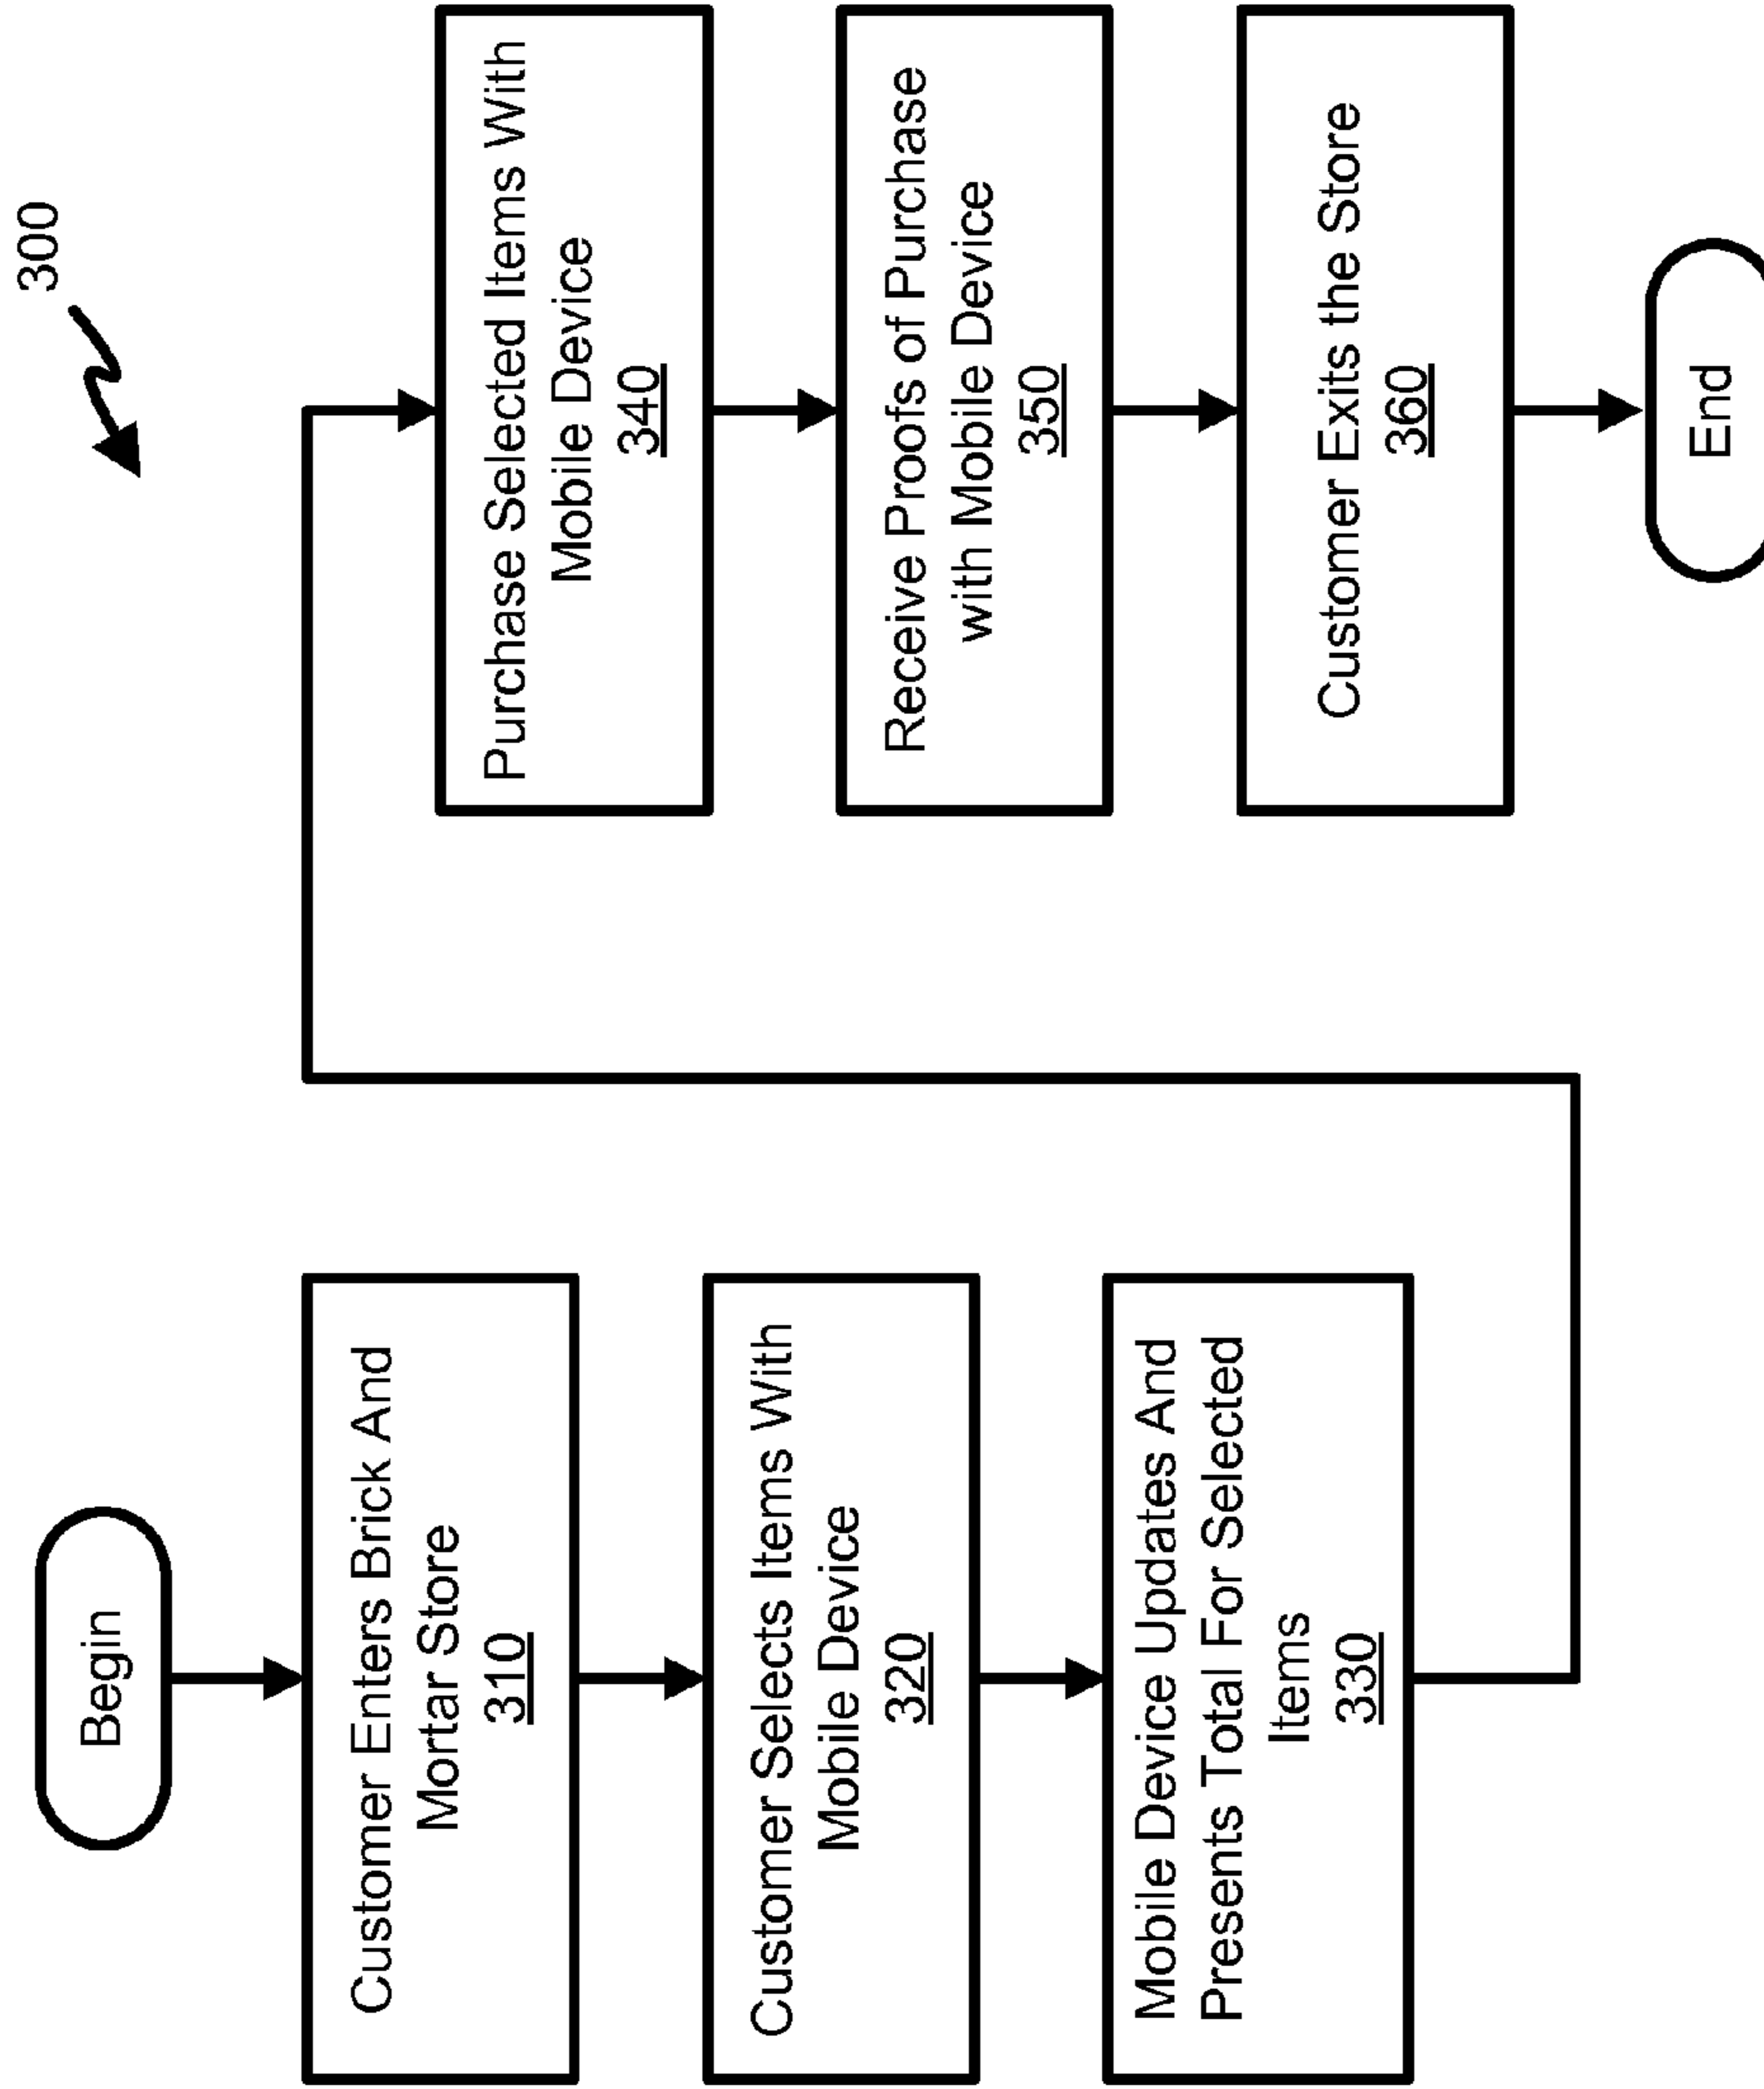 300
Begin
Customer Enters Brick And
Mortar Store
310
Customer Selects Items With
Mobile Device
320
Mobile Device Updates And
Presents Total For Selected
Items
330
Purchase Selected Items With
Mobile Device
340
Receive Proofs of Purchase
with Mobile Device
350
Customer Exits the Store
360
End